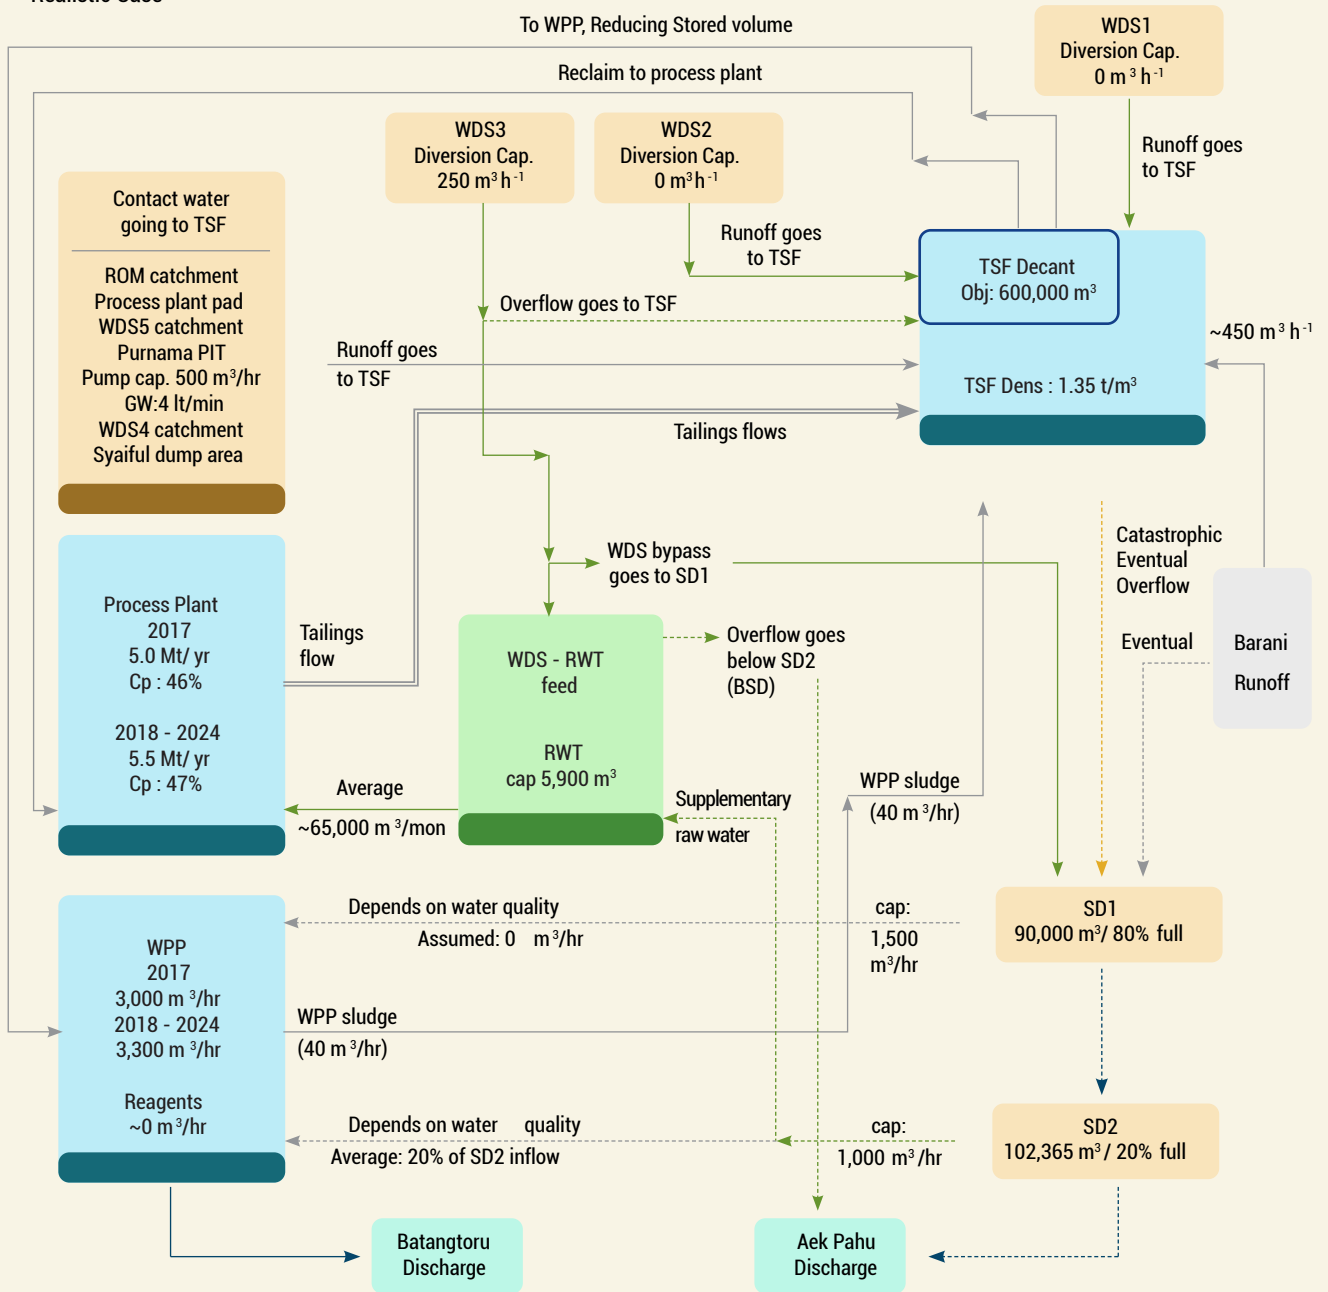 Realistic Case
To WPP, Reducing Stored volume
WDS1
Diversion Cap.
0 m³ h⁻¹
Reclaim to process plant
WDS3
Diversion Cap.
250 m³ h⁻¹
WDS2
Diversion Cap.
0 m³ h⁻¹
Runoff goes
to TSF
Contact water
going to TSF
ROM catchment
Process plant pad
WDS5 catchment
Purnama PIT
Pump cap. 500 m³/hr
GW:4 lt/min
WDS4 catchment
Syaiful dump area
Runoff goes
to TSF
TSF Decant
Obj: 600,000 m³
Overflow goes to TSF
~450 m³ h⁻¹
Runoff goes
to TSF
TSF Dens : 1.35 t/m³
Tailings flows
WDS bypass
goes to SD1
Catastrophic
Eventual
Overflow
Process Plant
2017
5.0 Mt/ yr
Cp : 46%
2018 - 2024
5.5 Mt/ yr
Cp : 47%
Tailings
flow
WDS - RWT
feed
RWT
cap 5,900 m³
Overflow goes
below SD2
(BSD)
Eventual
Barani
Runoff
Average
~65,000 m³/mon
Supplementary
raw water
WPP sludge
(40 m³/hr)
Depends on water quality
Assumed: 0 m³/hr
cap:
1,500
m³/hr
SD1
90,000 m³/ 80% full
WPP
2017
3,000 m³/hr
2018 - 2024
3,300 m³/hr
Reagents
~0 m³/hr
WPP sludge
(40 m³/hr)
Depends on water quality
Average: 20% of SD2 inflow
cap:
1,000 m³/hr
SD2
102,365 m³/ 20% full
Batangtoru
Discharge
Aek Pahu
Discharge